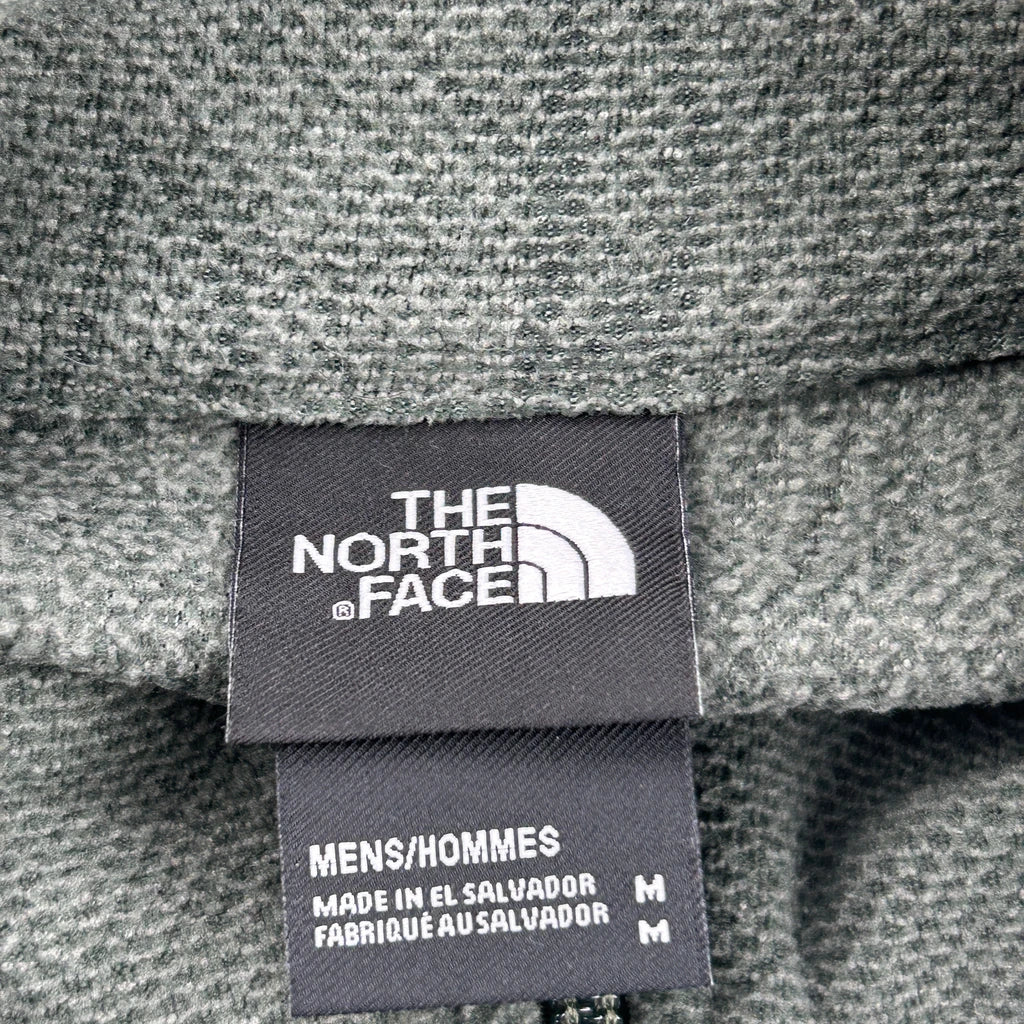 THE
NORTH
®FACE
MENS/HOMMES
MADE IN EL SALVADOR M
FABRIQUÉ AU SALVADOR M